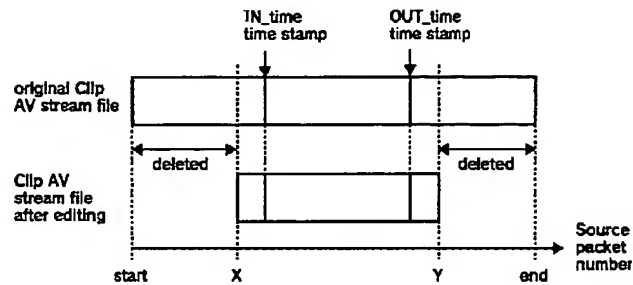 IN_time
time stamp
OUT_time
time stamp
original Clip
AV stream file
deleted
deleted
Clip AV
stream file
after editing
Source
packet
number
start
X
Y
end